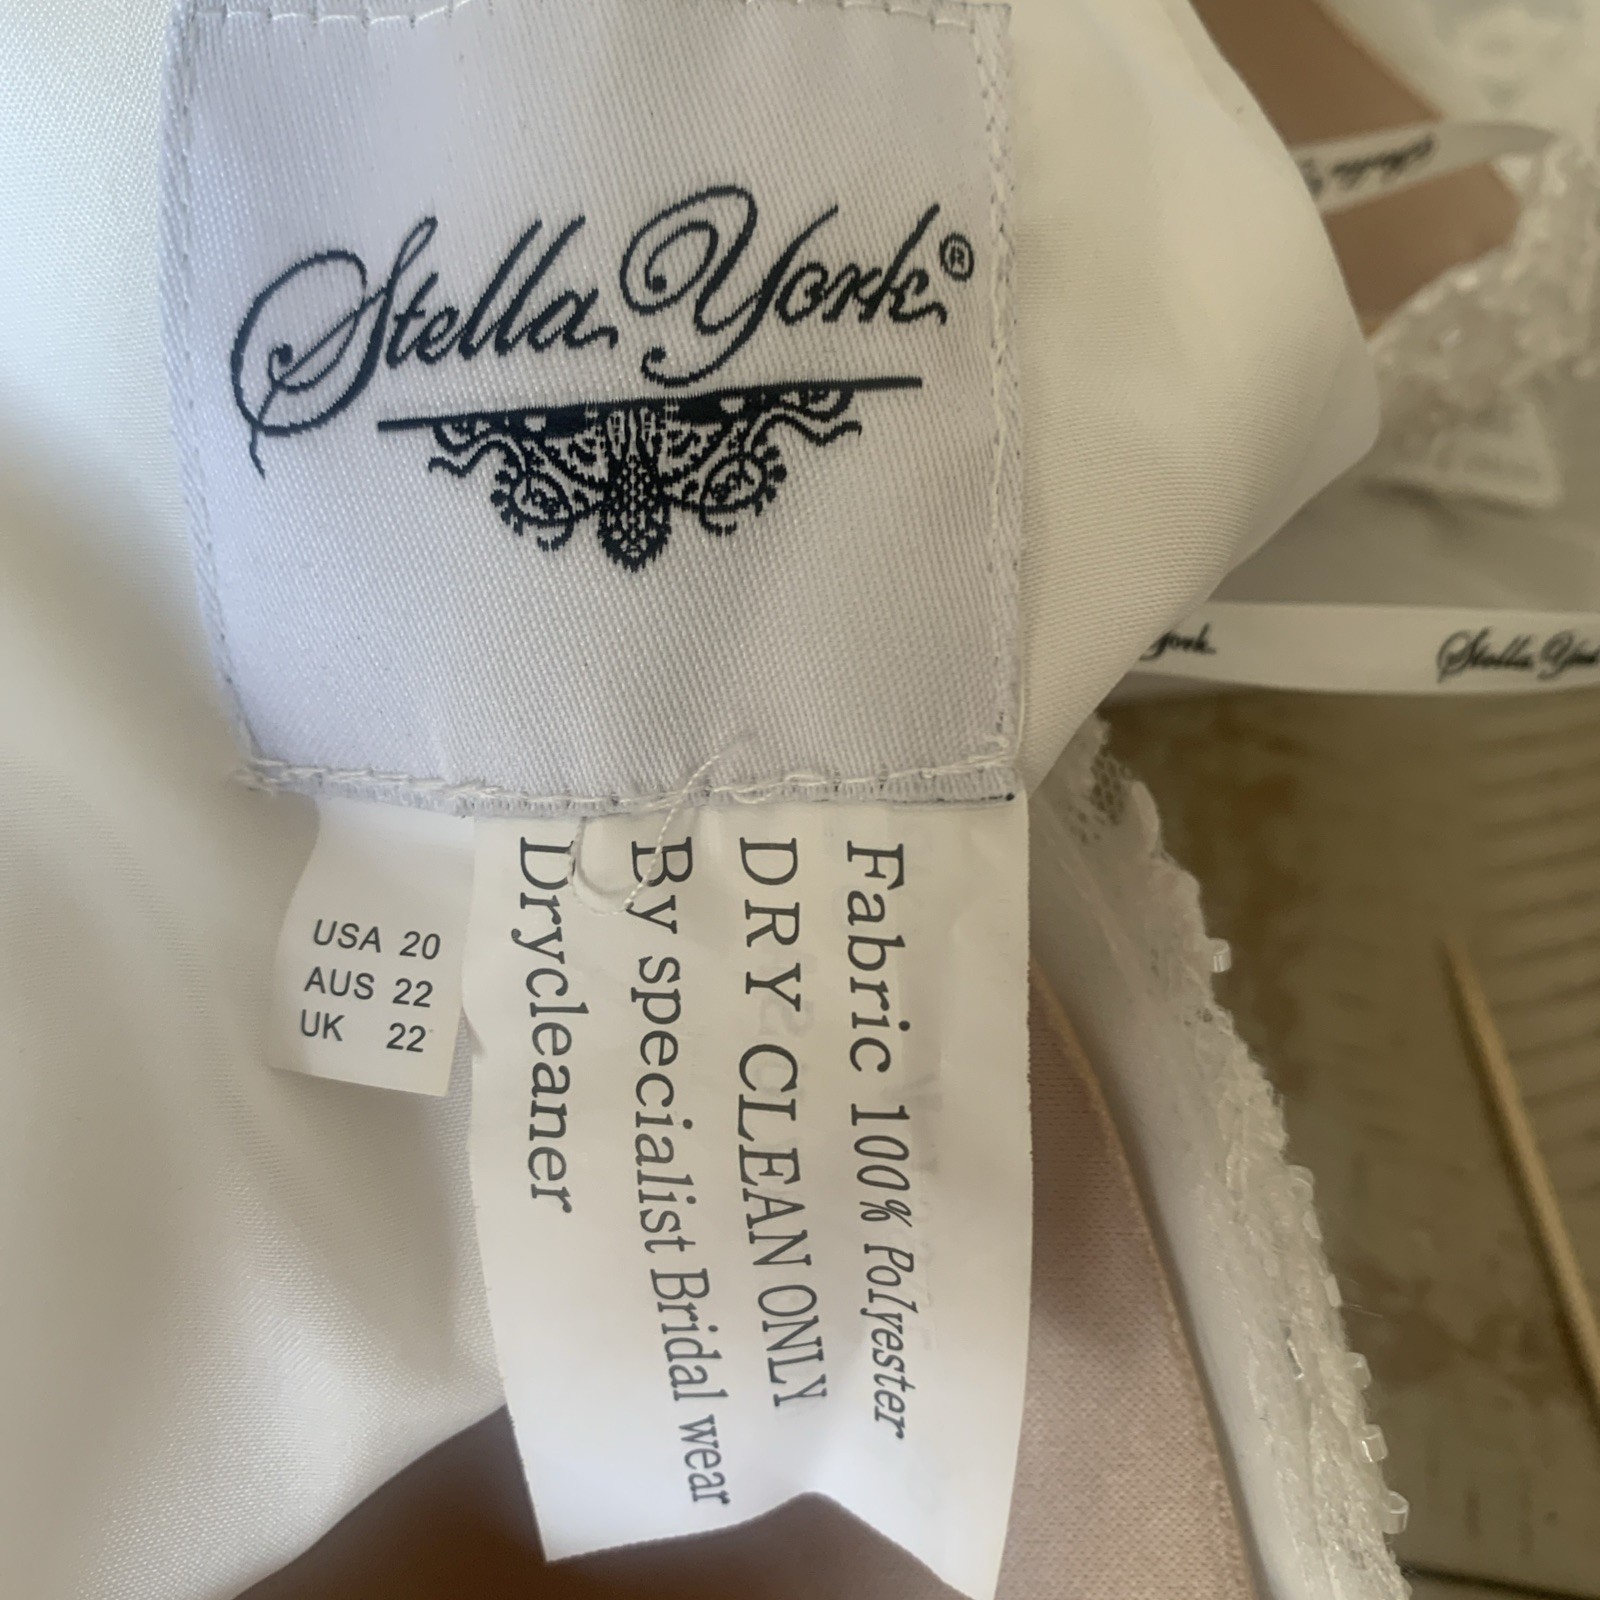 Stella York®
USA 20
AUS 22
UK 22
Fabric 100% Polyester
DRY CLEAN ONLY
By specialist Bridal wear
Drycleaner
York
Stella York